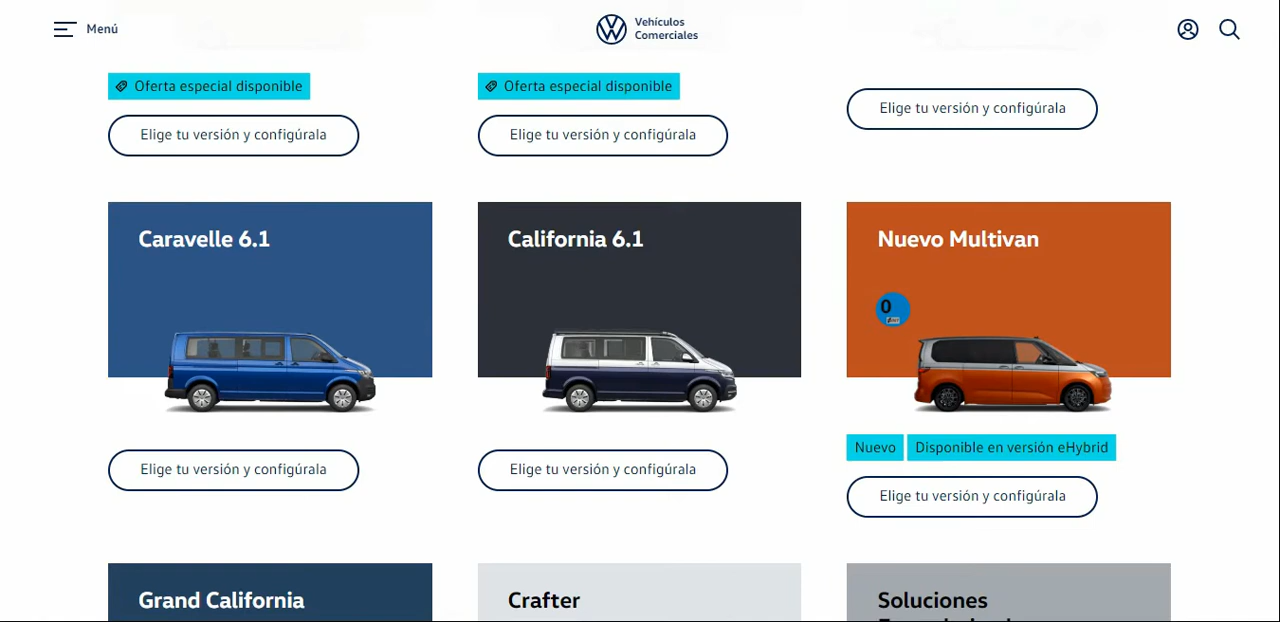 Menú
Vehículos
Comerciales
Oferta especial disponible
Oferta especial disponible
Elige tu versión y configúrala
Elige tu versión y configúrala
Elige tu versión y configúrala
Caravelle 6.1
California 6.1
Nuevo Multivan
0
Nuevo
Disponible en versión eHybrid
Elige tu versión y configúrala
Elige tu versión y configúrala
Elige tu versión y configúrala
Grand California
Crafter
Soluciones